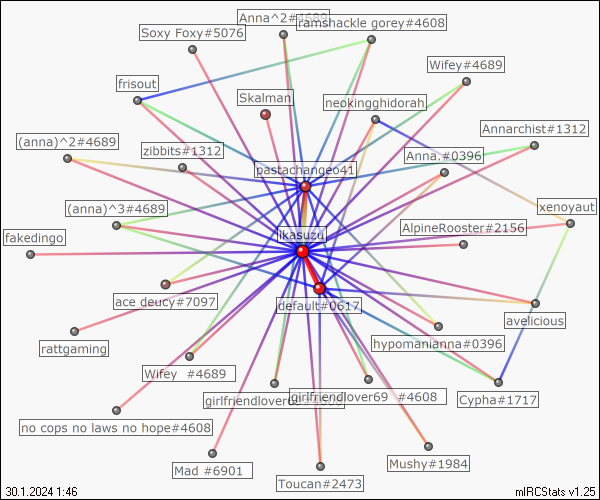 Anna^2#4689
ramshackle gorey#4608
Soxy Foxy#5076
Wifey#4689
frisout
Skalman
neokingghidorah
Annarchist#1312
(anna)^2#4689
zibbits#1312
Anna.#0396
pastachangeo41
(anna)^3#4689
xenoyaut
AlpineRooster#2156
fakedingo
ikasuzu
ace deucy#7097
default#0617
avelicious
rattgaming
hypomanianna#0396
Wifey #4689
girlfriendlover69
girlfriendlover69 #4608
Cypha#1717
no cops no laws no hope#4608
Mad #6901
Mushy#1984
Toucan#2473
30.1.2024 1:46
mIRCStats v1.25